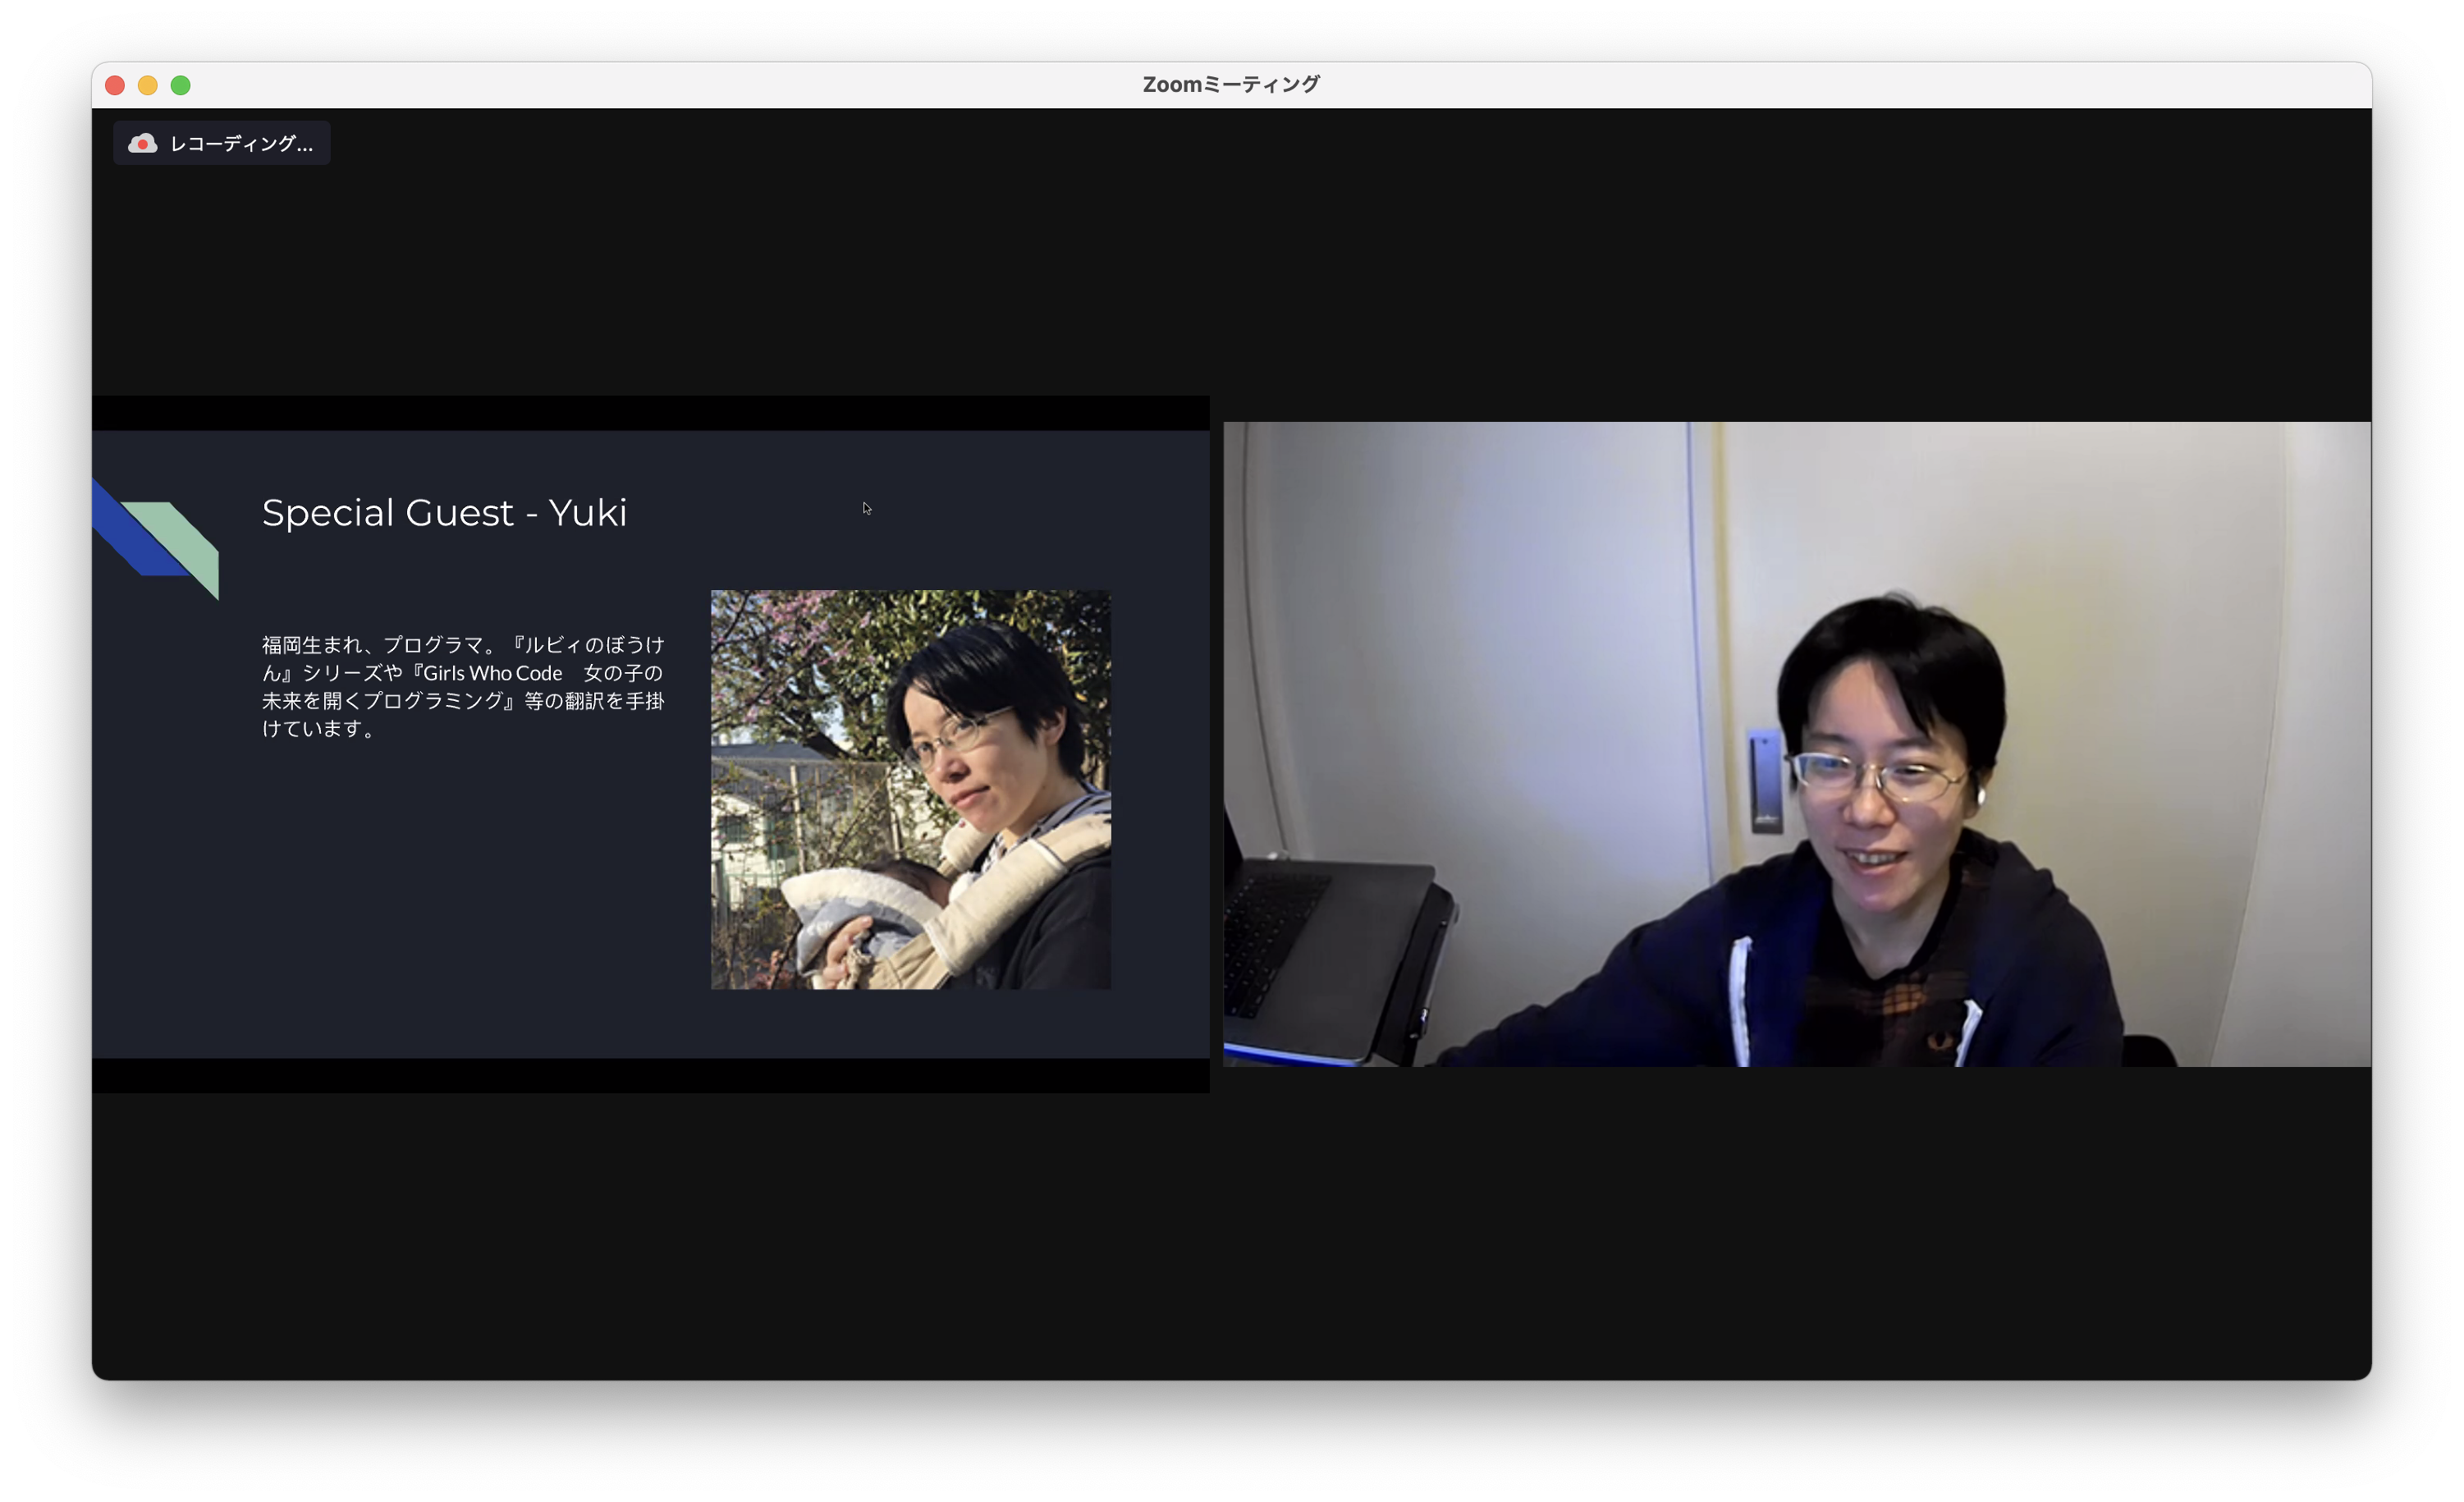 Zoomミーティング
レコーディング...
Special Guest - Yuki
福岡生まれ、プログラマ。『ルビィのぼうけ
ん』シリーズや『Girls Who Code　女の子の
未来を開くプログラミング』等の翻訳を手掛
けています。